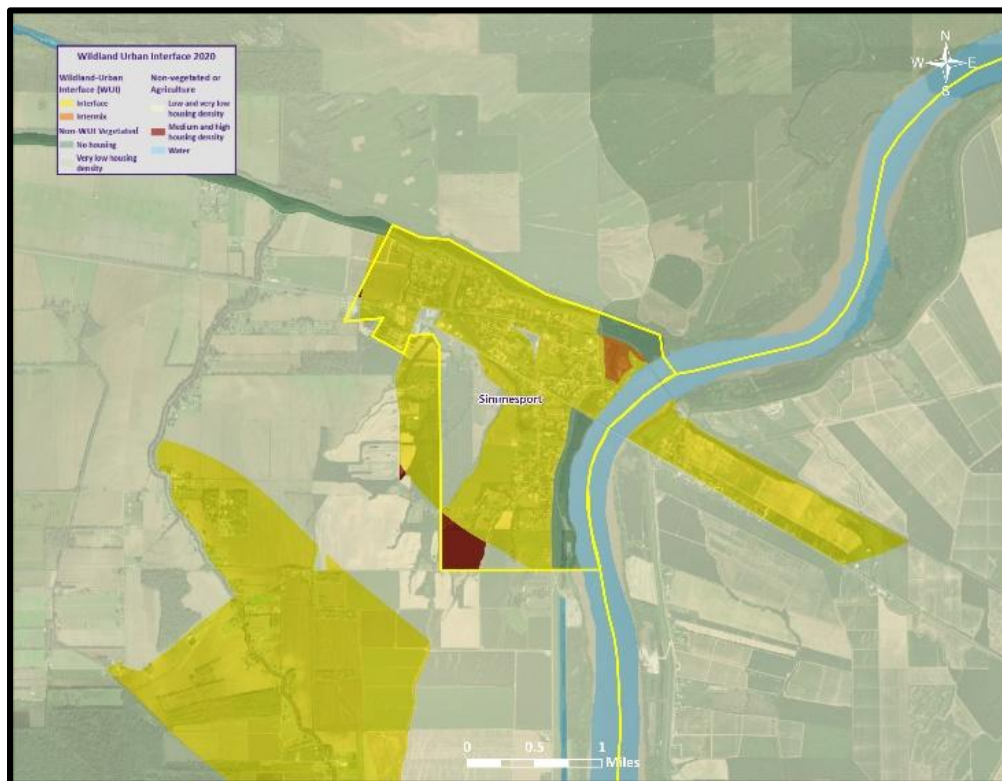 Wildland Urban Interface 2020
Wildland-Urban
Interface (WUI)
Interface
Intermix
Non-WUI Vegetated
No housing
Very low housing
density
Non-vegetated or
Agriculture
Low and very low
housing density
Medium and high
housing density
Water
N
W
E
S
Simmesport
0
0.5
1
Miles